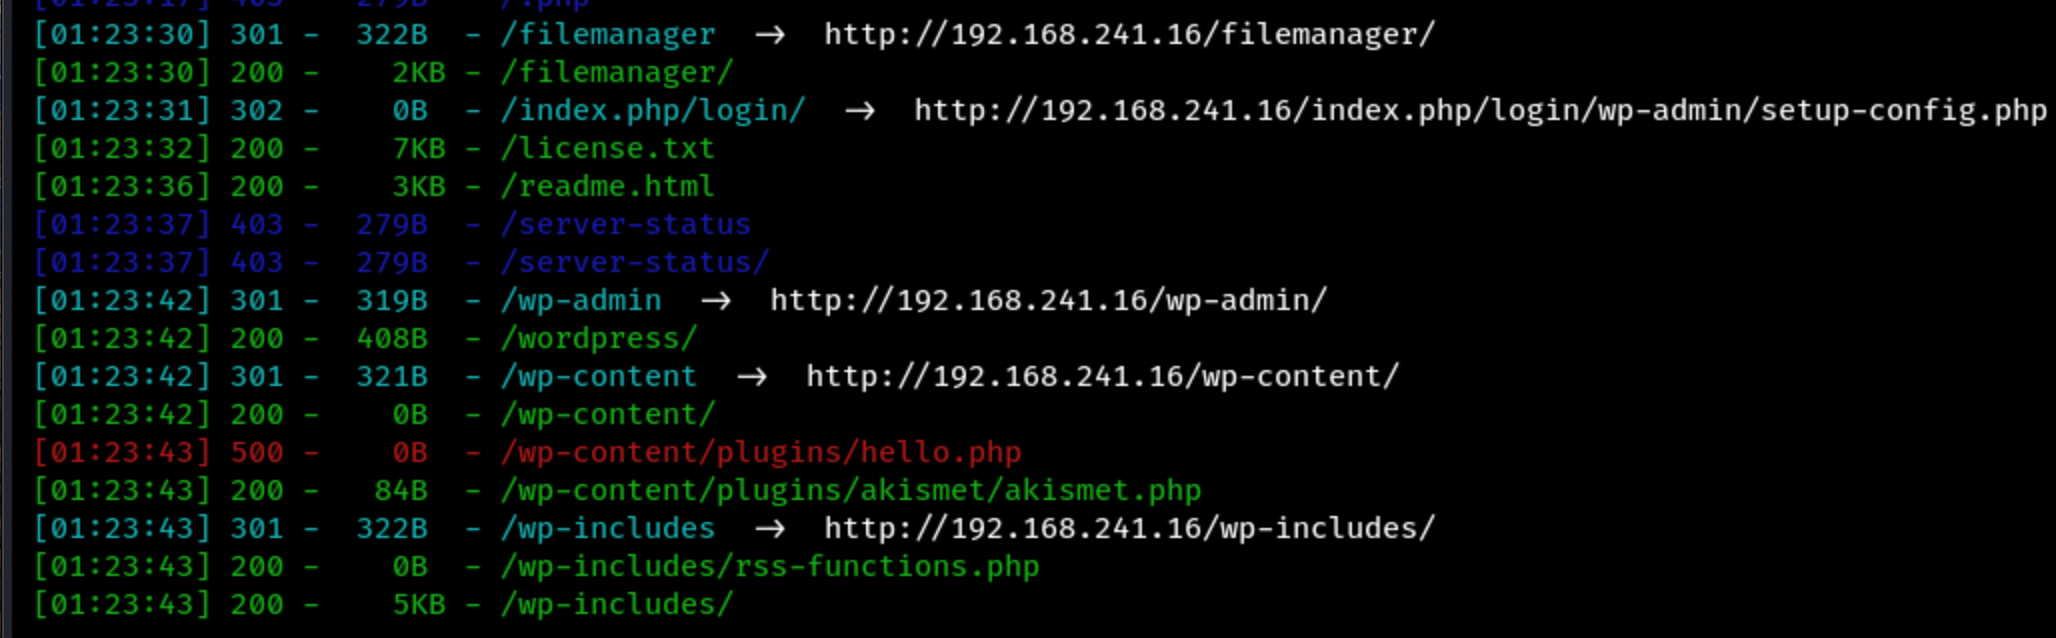 [01:23:17] 403 -   279B  - /.php
[01:23:30] 301 -   322B  - /filemanager  →  http://192.168.241.16/filemanager/
[01:23:30] 200 -     2KB - /filemanager/
[01:23:31] 302 -     0B  - /index.php/login/  →  http://192.168.241.16/index.php/login/wp-admin/setup-config.php
[01:23:32] 200 -     7KB - /license.txt
[01:23:36] 200 -     3KB - /readme.html
[01:23:37] 403 -   279B  - /server-status
[01:23:37] 403 -   279B  - /server-status/
[01:23:42] 301 -   319B  - /wp-admin  →  http://192.168.241.16/wp-admin/
[01:23:42] 200 -   408B  - /wordpress/
[01:23:42] 301 -   321B  - /wp-content  →  http://192.168.241.16/wp-content/
[01:23:42] 200 -     0B  - /wp-content/
[01:23:43] 500 -     0B  - /wp-content/plugins/hello.php
[01:23:43] 200 -    84B  - /wp-content/plugins/akismet/akismet.php
[01:23:43] 301 -   322B  - /wp-includes  →  http://192.168.241.16/wp-includes/
[01:23:43] 200 -     0B  - /wp-includes/rss-functions.php
[01:23:43] 200 -     5KB - /wp-includes/